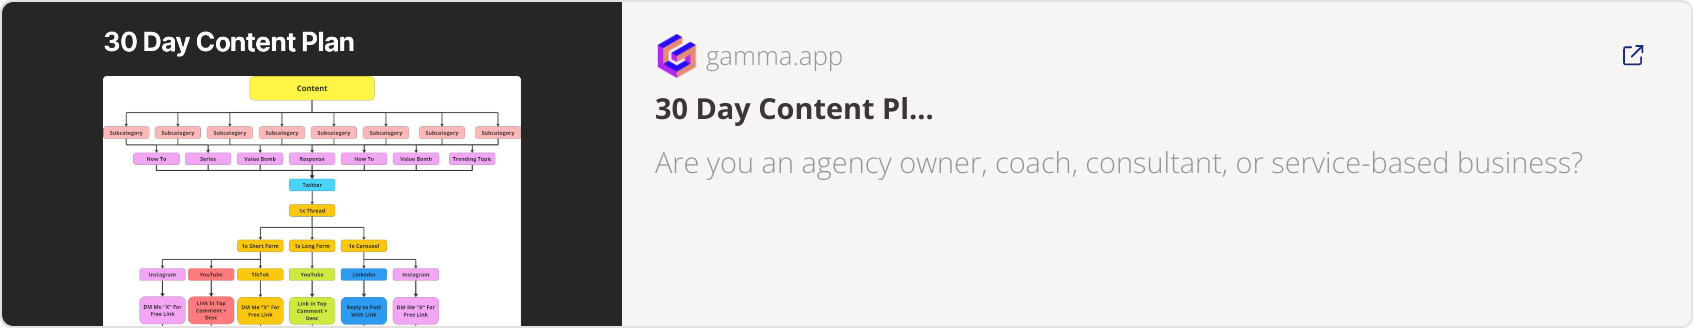 30 Day Content Plan
Content
Subcategory Subcategory Subcategory Subcategory Subcategory Subcategory Subcategory Subcategory
How To Series Value Bomb Response How To Value Bomb Trending Topic
Twitter
1x Thread
1x Short Form 1x Long Form 1x Carousel
Instagram YouTube TikTok YouTube LinkedIn Instagram
DM Me "X" For
Free Link
Link in Top
Comment +
Desc
DM Me "X" For
Free Link
Link in Top
Comment +
Desc
Reply to Post
With Link
DM Me "X" For
Free Link
gamma.app
30 Day Content Pl...
Are you an agency owner, coach, consultant, or service-based business?